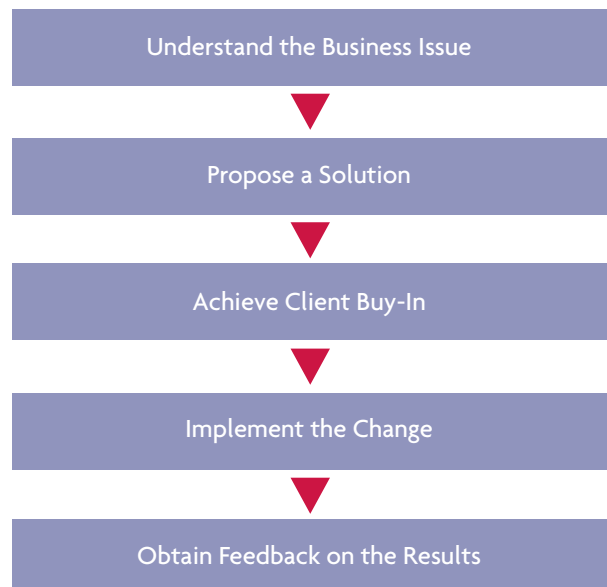 Understand the Business Issue
Propose a Solution
Achieve Client Buy-In
Implement the Change
Obtain Feedback on the Results